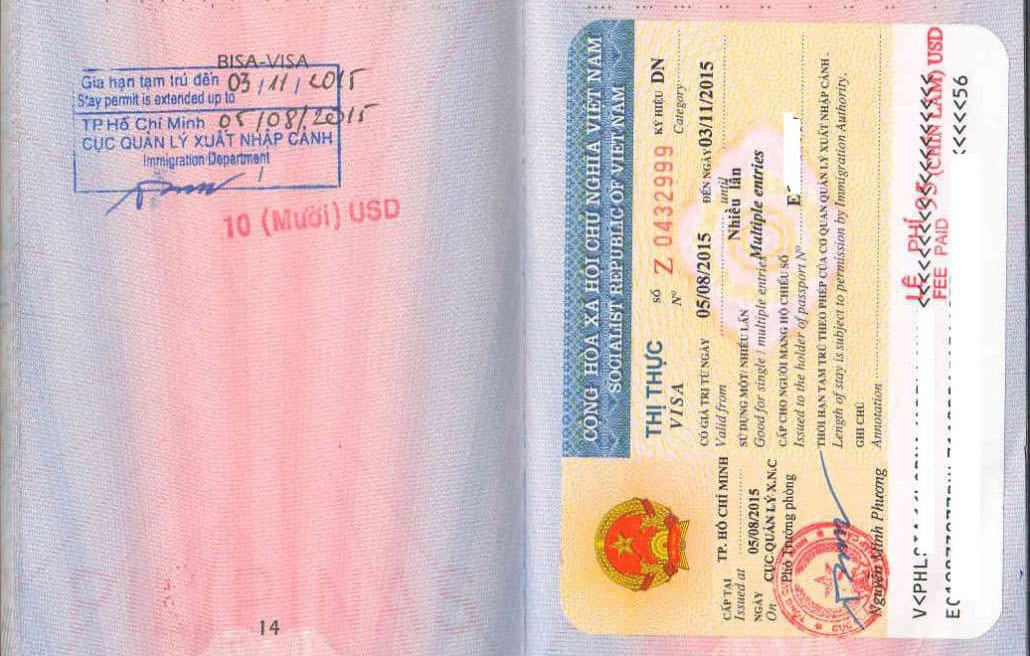 BISA-VISA
Gia hạn tạm trú đến 03/11/2015
Stay permit is extended up to
TP Hồ Chí Minh 05/08/2015
CỤC QUẢN LÝ XUẤT NHẬP CẢNH
Immigration Department
10 (Mười) USD
14
CỘNG HÒA XÃ HỘI CHỦ NGHĨA VIỆT NAM
SOCIALIST REPUBLIC OF VIET NAM
THỊ THỰC
VISA
SỐ Z 0432999 KÝ HIỆU DN
Nº Category
CÓ GIÁ TRỊ TỪ NGÀY 05/08/2015 ĐẾN NGÀY 03/11/2015
Valid from until
SỬ DỤNG MỘT/ NHIỀU LẦN Nhiều lần
Good for single / multiple entries Multiple entries
CẤP CHO NGƯỜI MANG HỘ CHIẾU SỐ E
Issued to the holder of passport Nº
THỜI HẠN TẠM TRÚ THEO PHÉP CỦA CƠ QUAN QUẢN LÝ XUẤT NHẬP CẢNH.
Length of stay is subject to permission by Immigration Authority.
GHI CHÚ
Annotation
CẤP TẠI TP. HỒ CHÍ MINH
Issued at
NGÀY 05/08/2015
On CỤC QUẢN LÝ X.N.C
Phó Trưởng phòng
Nguyễn Minh Phương
LỆ PHÍ 95 (CHÍN LĂM) USD
FEE PAID
V<PHL
<<<<<56